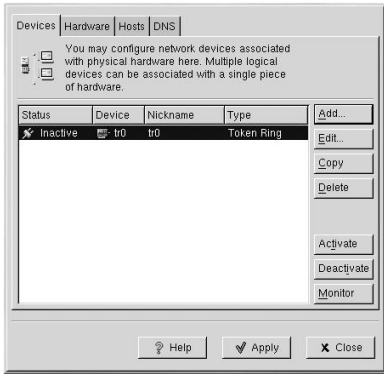 Devices Hardware Hosts DNS
You may configure network devices associated
with physical hardware here. Multiple logical
devices can be associated with a single piece
of hardware.
Status Device Nickname Type
Inactive tr0 tr0 Token Ring
Add...
Edit...
Copy
Delete
Activate
Deactivate
Monitor
Help Apply Close